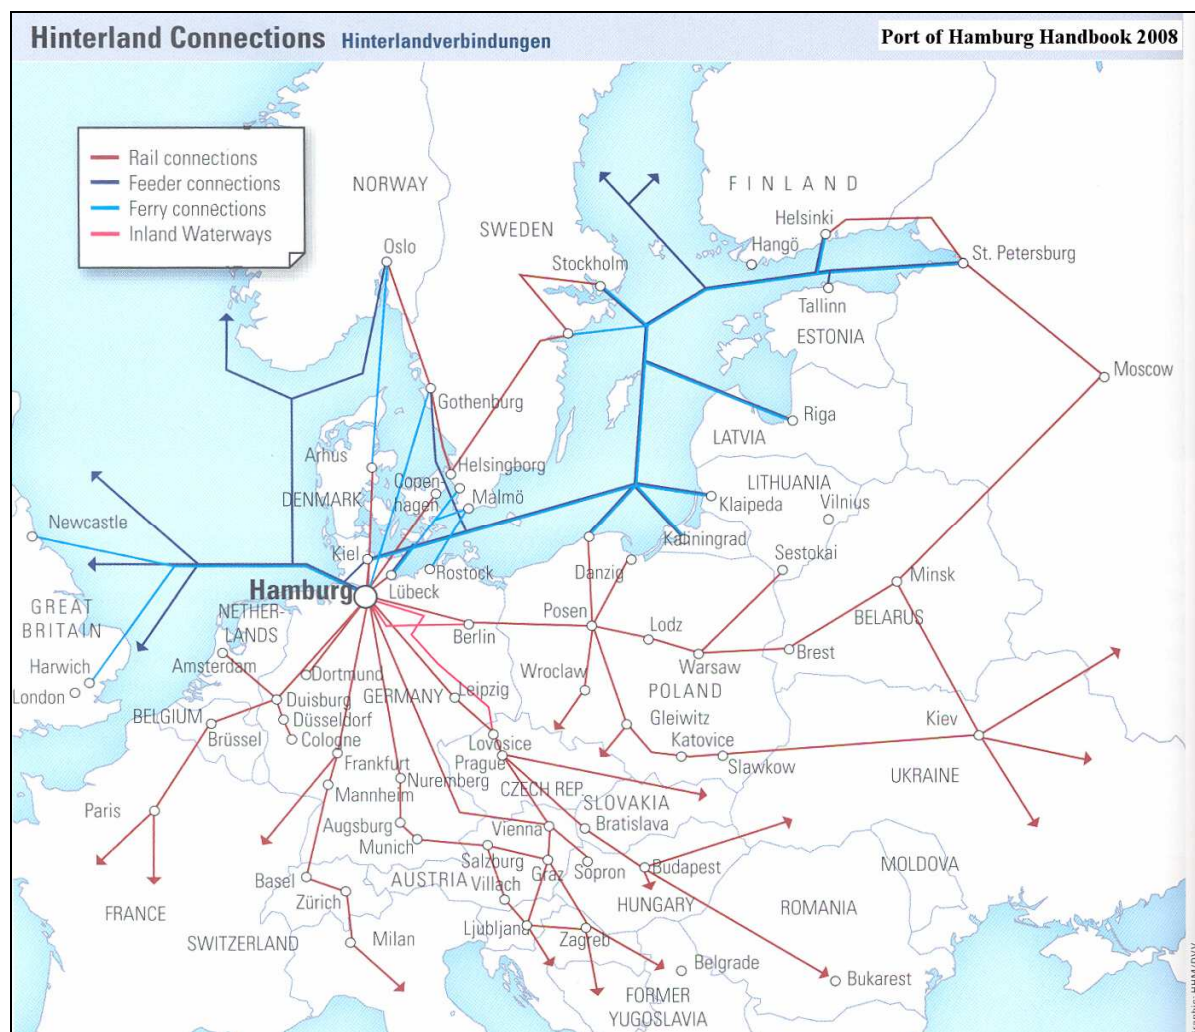 Hinterland Connections Hinterlandverbindungen
Port of Hamburg Handbook 2008
Rail connections
Feeder connections
Ferry connections
Inland Waterways
NORWAY
FINLAND
SWEDEN
Oslo
Helsinki
Hangö
St. Petersburg
Stockholm
Tallinn
ESTONIA
Moscow
Gothenburg
Riga
LATVIA
Arhus
Helsingborg
DENMARK
Copen-
hagen
Malmö
LITHUANIA
Klaipeda
Vilnius
Newcastle
Kaliningrad
Kiel
Sestokai
Rostock
Danzig
Minsk
Hamburg
Lübeck
GREAT
BRITAIN
NETHER-
LANDS
Posen
BELARUS
Berlin
Lodz
Harwich
Amsterdam
Dortmund
Wroclaw
Warsaw
Brest
London
Duisburg
GERMANY
Leipzig
POLAND
BELGIUM
Düsseldorf
Gleiwitz
Kiev
Brüssel
Cologne
Lovosice
Katovice
Frankfurt
Prague
Slawkow
Nuremberg
CZECH REP.
UKRAINE
Mannheim
SLOVAKIA
Paris
Augsburg
Vienna
Bratislava
Munich
Salzburg
Sopron
Budapest
MOLDOVA
Basel
AUSTRIA
Graz
Zürich
Villach
HUNGARY
ROMANIA
FRANCE
Ljubljana
Zagreb
SWITZERLAND
Milan
Belgrade
Bukarest
FORMER
YUGOSLAVIA